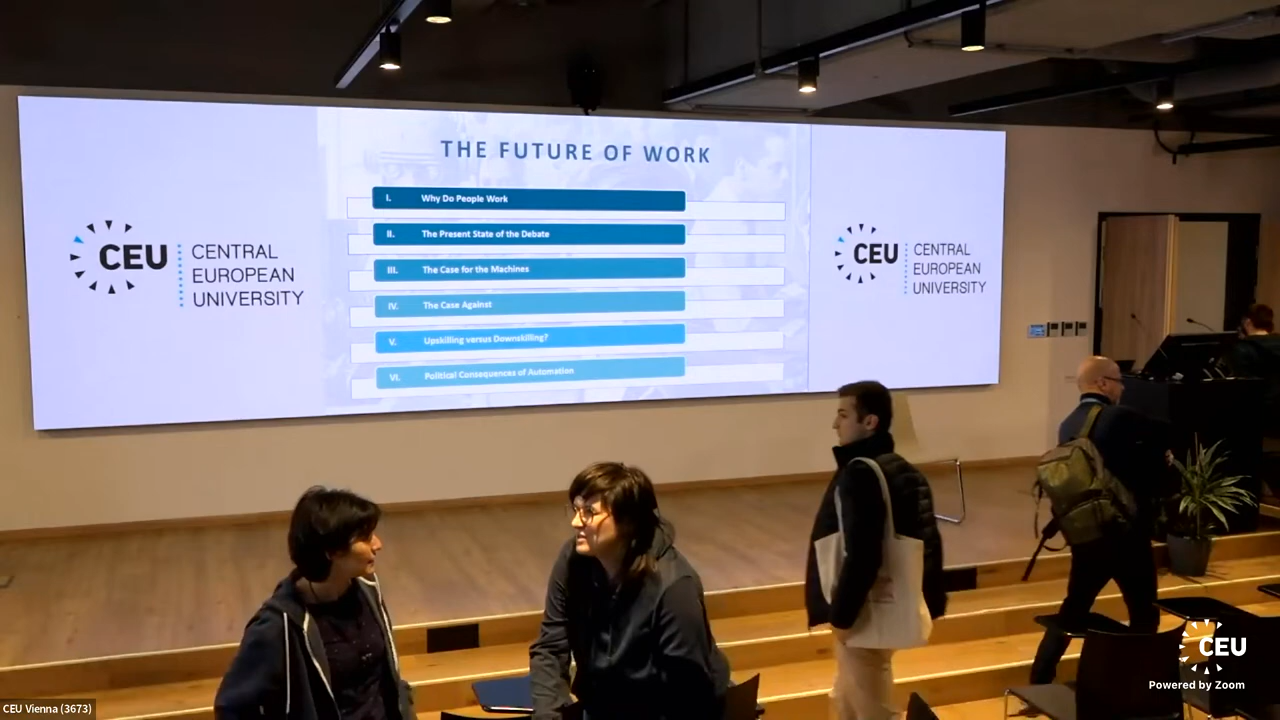 THE FUTURE OF WORK
I. Why Do People Work
II. The Present State of the Debate
III. The Case for the Machines
IV. The Case Against
V. Upskilling versus Downskilling?
VI. Political Consequences of Automation
CEU
CENTRAL
EUROPEAN
UNIVERSITY
CEU
CENTRAL
EUROPEAN
UNIVERSITY
CEU
Powered by Zoom
CEU Vienna (3673)